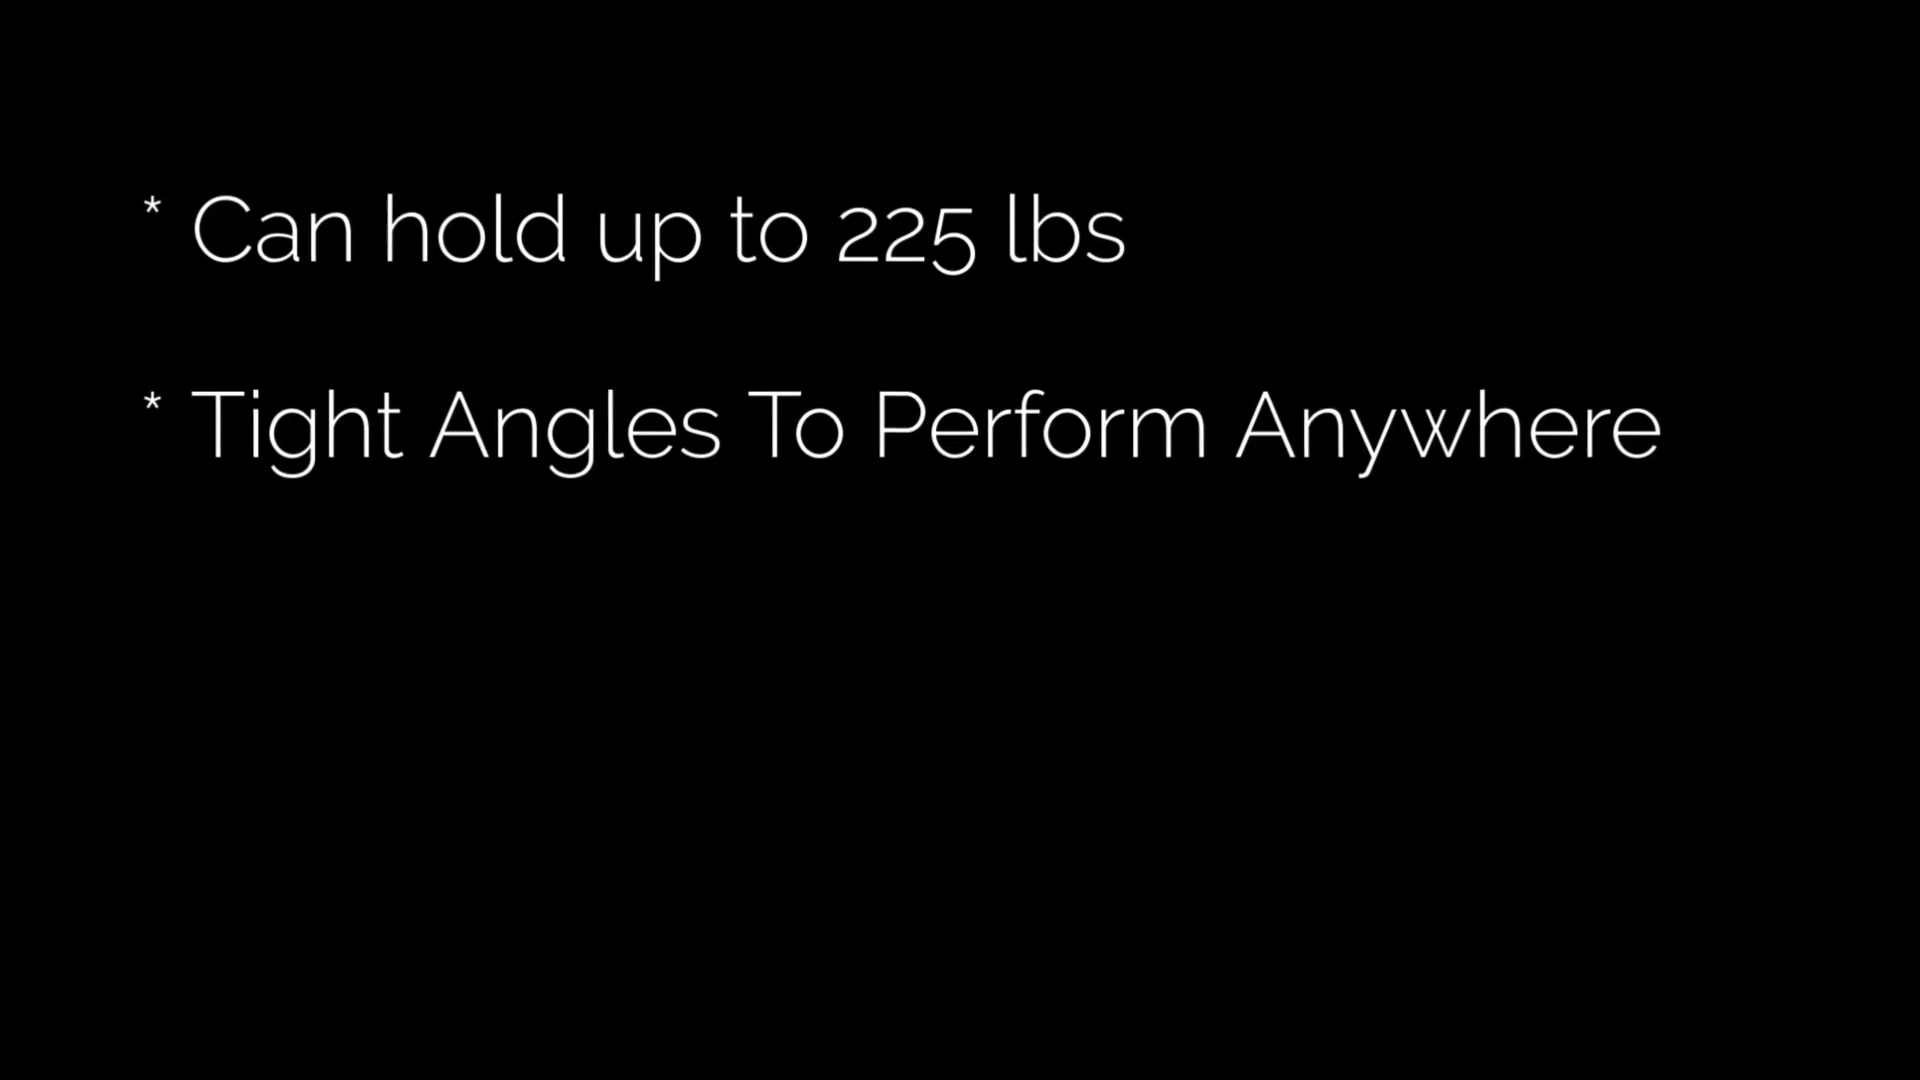 * Can hold up to 225 lbs
* Tight Angles To Perform Anywhere